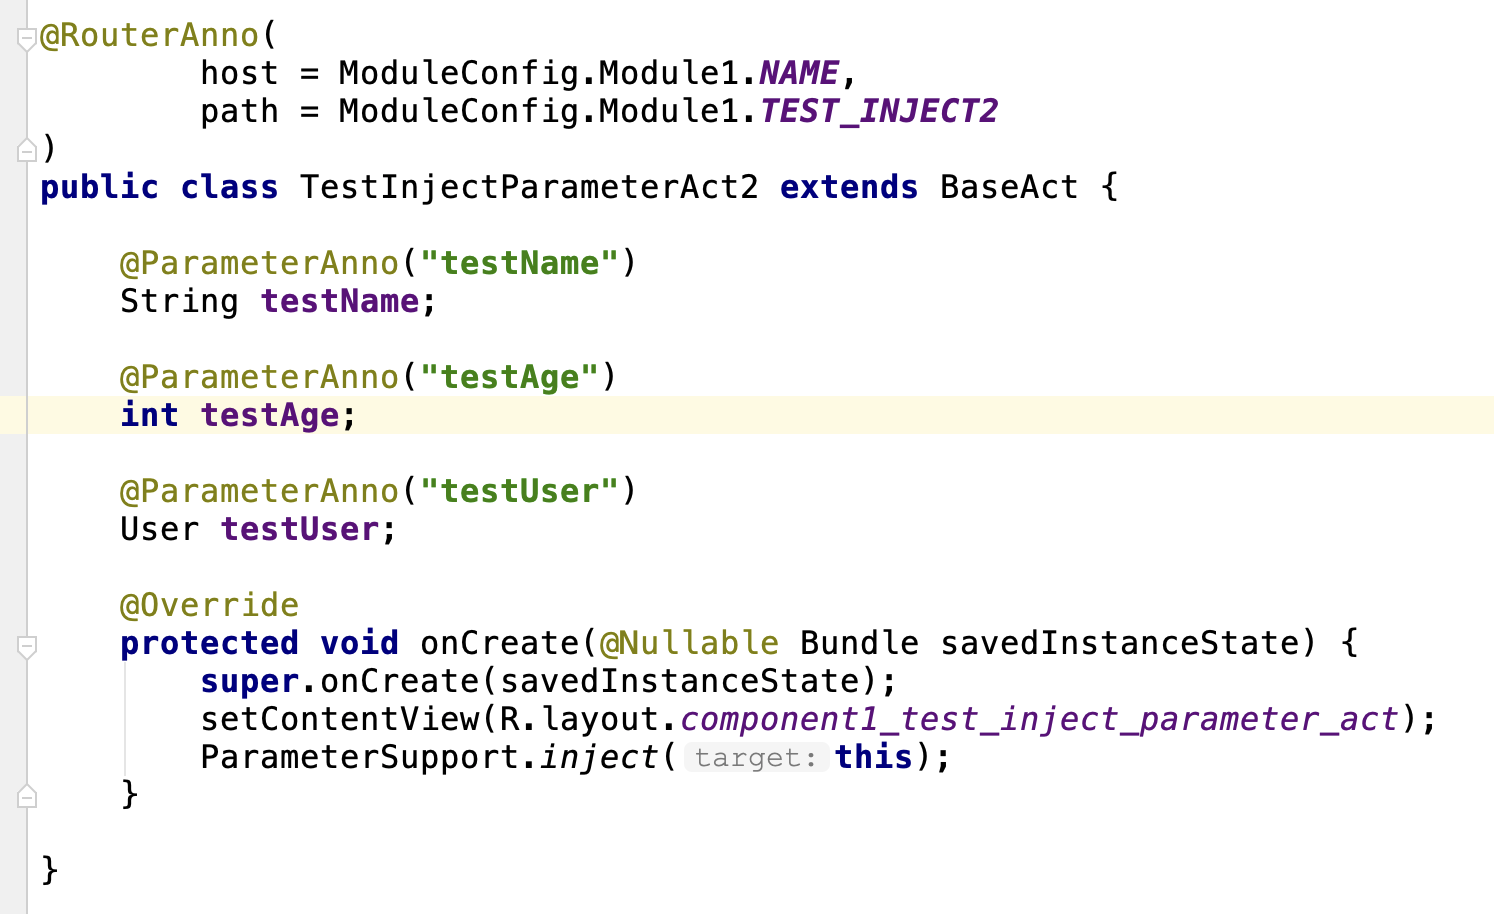 @RouterAnno(
        host = ModuleConfig.Module1.NAME,
        path = ModuleConfig.Module1.TEST_INJECT2
)
public class TestInjectParameterAct2 extends BaseAct {
    @ParameterAnno("testName")
    String testName;
    @ParameterAnno("testAge")
    int testAge;
    @ParameterAnno("testUser")
    User testUser;
    @Override
    protected void onCreate(@Nullable Bundle savedInstanceState) {
        super.onCreate(savedInstanceState);
        setContentView(R.layout.component1_test_inject_parameter_act);
        ParameterSupport.inject( target: this);
    }
}